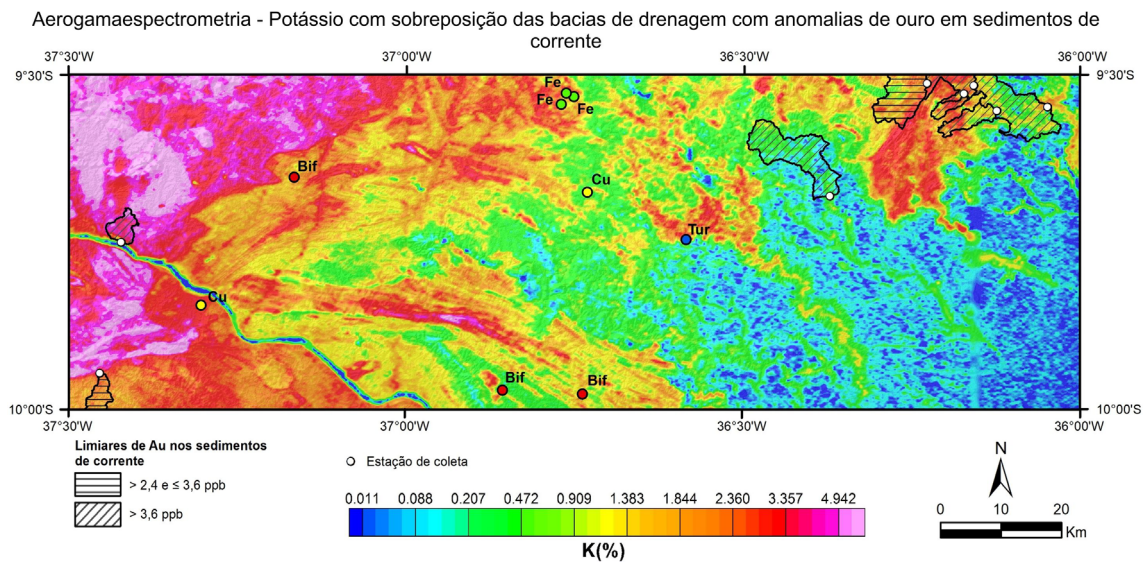 Aerogamaespectrometria - Potássio com sobreposição das bacias de drenagem com anomalias de ouro em sedimentos de
corrente
37°30'W 37°00'W 36°30'W 36°00'W
9°30'S 9°30'S
Fe
Fe Fe
Bif
Cu
Tur
Cu
Bif Bif
10°00'S 10°00'S
37°30'W 37°00'W 36°30'W 36°00'W
Limiares de Au nos sedimentos
de corrente
> 2,4 e ≤ 3,6 ppb
> 3,6 ppb
Estação de coleta
0.011 0.088 0.207 0.472 0.909 1.383 1.844 2.360 3.357 4.942
K(%)
N
0 10 20
Km